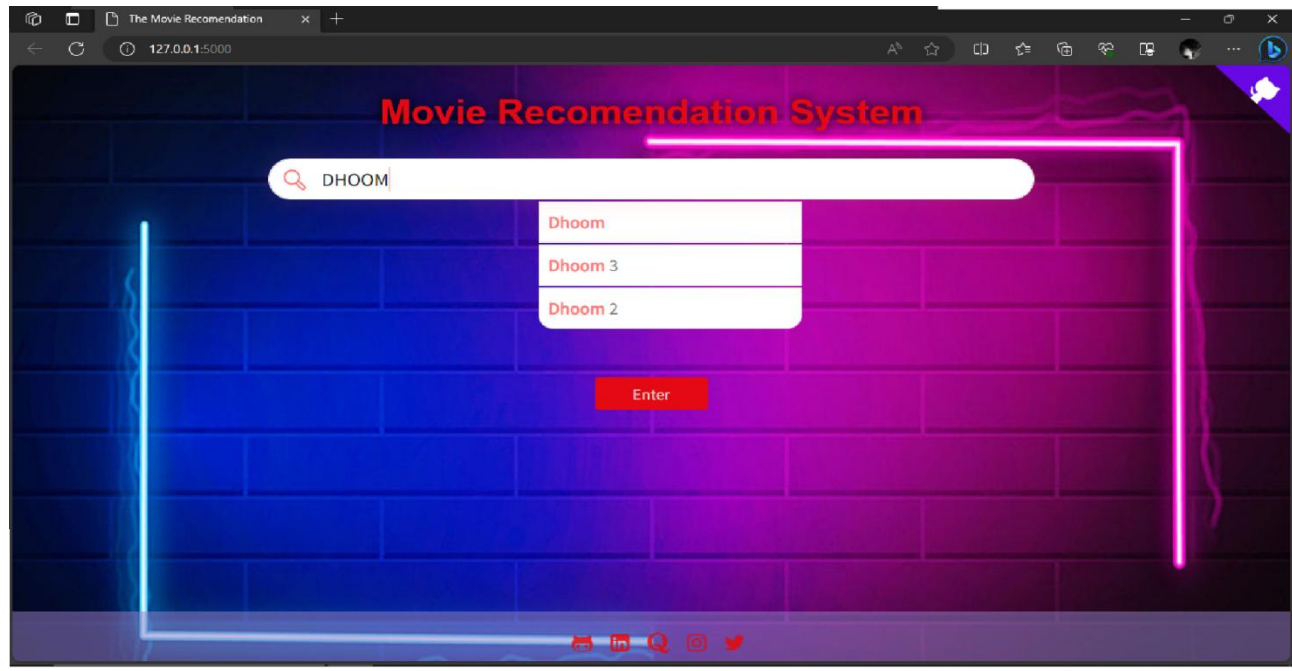 The Movie Recomendation
127.0.0.1:5000
Movie Recomendation System
DHOOM
Dhoom
Dhoom 3
Dhoom 2
Enter